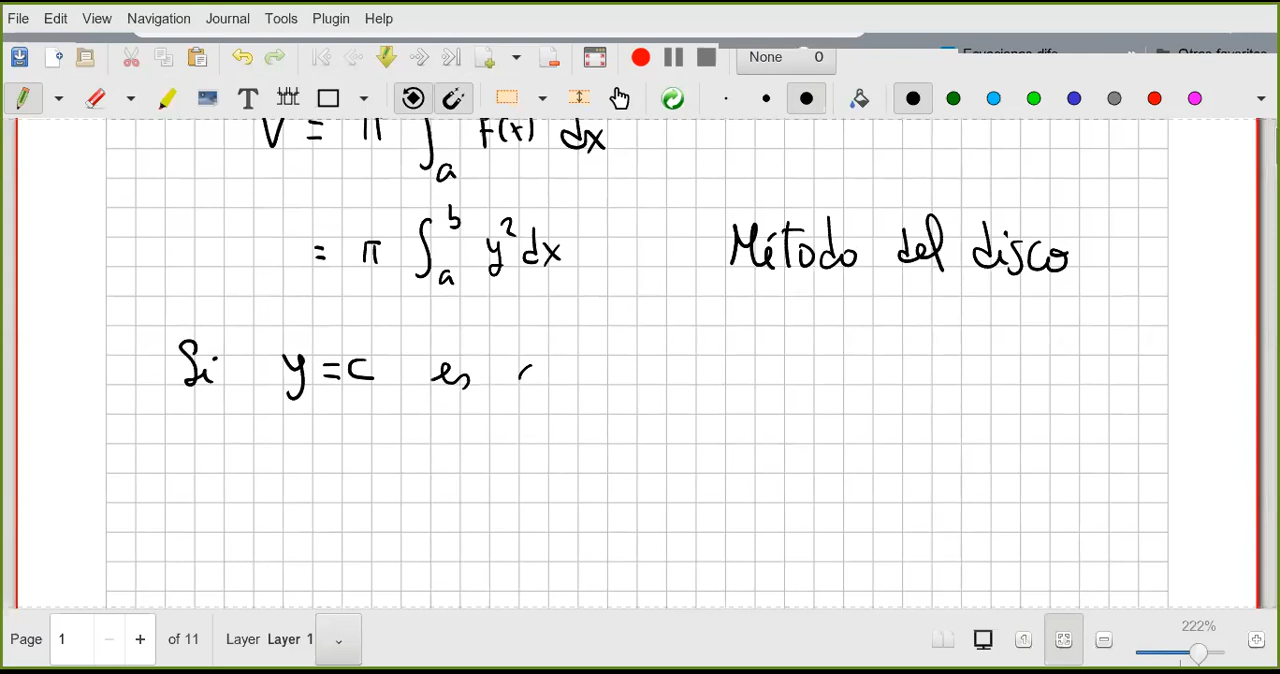 File Edit View Navigation Journal Tools Plugin Help
None 0
V = π ∫ₐ f(x) dx
= π ∫ₐᵇ y² dx Método del disco
Si y = c es
Page 1 of 11 Layer Layer 1 222%